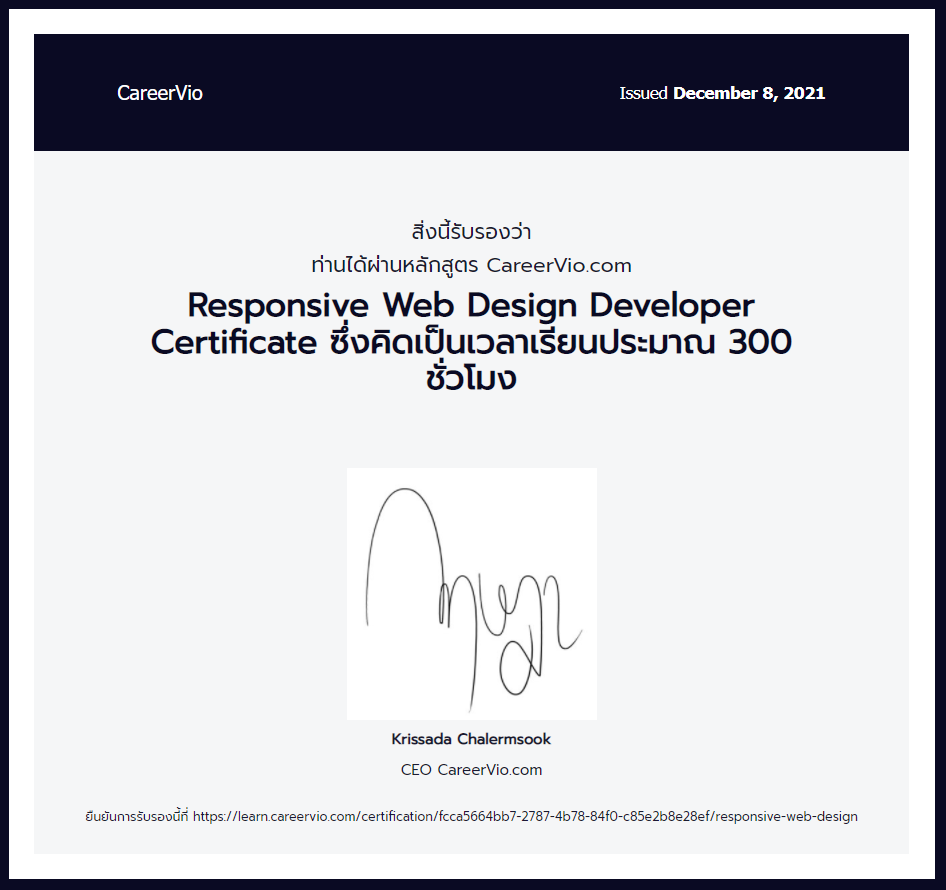 CareerVio
Issued December 8, 2021
สิ่งนี้รับรองว่า
ท่านได้ผ่านหลักสูตร CareerVio.com
Responsive Web Design Developer
Certificate ซึ่งคิดเป็นเวลาเรียนประมาณ 300
ชั่วโมง
Krissada Chalermsook
CEO CareerVio.com
ยืนยันการรับรองนี้ที่ https://learn.careervio.com/certification/fcca5664bb7-2787-4b78-84f0-c85e2b8e28ef/responsive-web-design